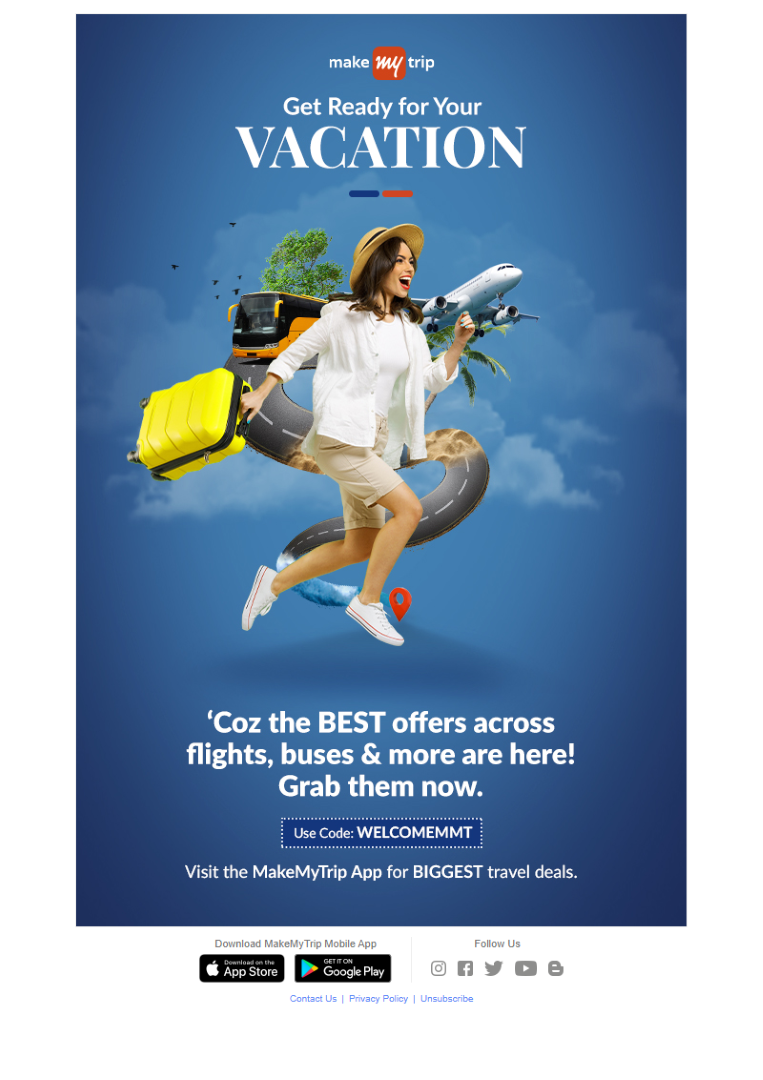 make my trip
Get Ready for Your
VACATION
‘Coz the BEST offers across
flights, buses & more are here!
Grab them now.
Use Code: WELCOMEMMT
Visit the MakeMyTrip App for BIGGEST travel deals.
Download MakeMyTrip Mobile App
Follow Us
Download on the
App Store
GET IT ON
Google Play
Contact Us | Privacy Policy | Unsubscribe